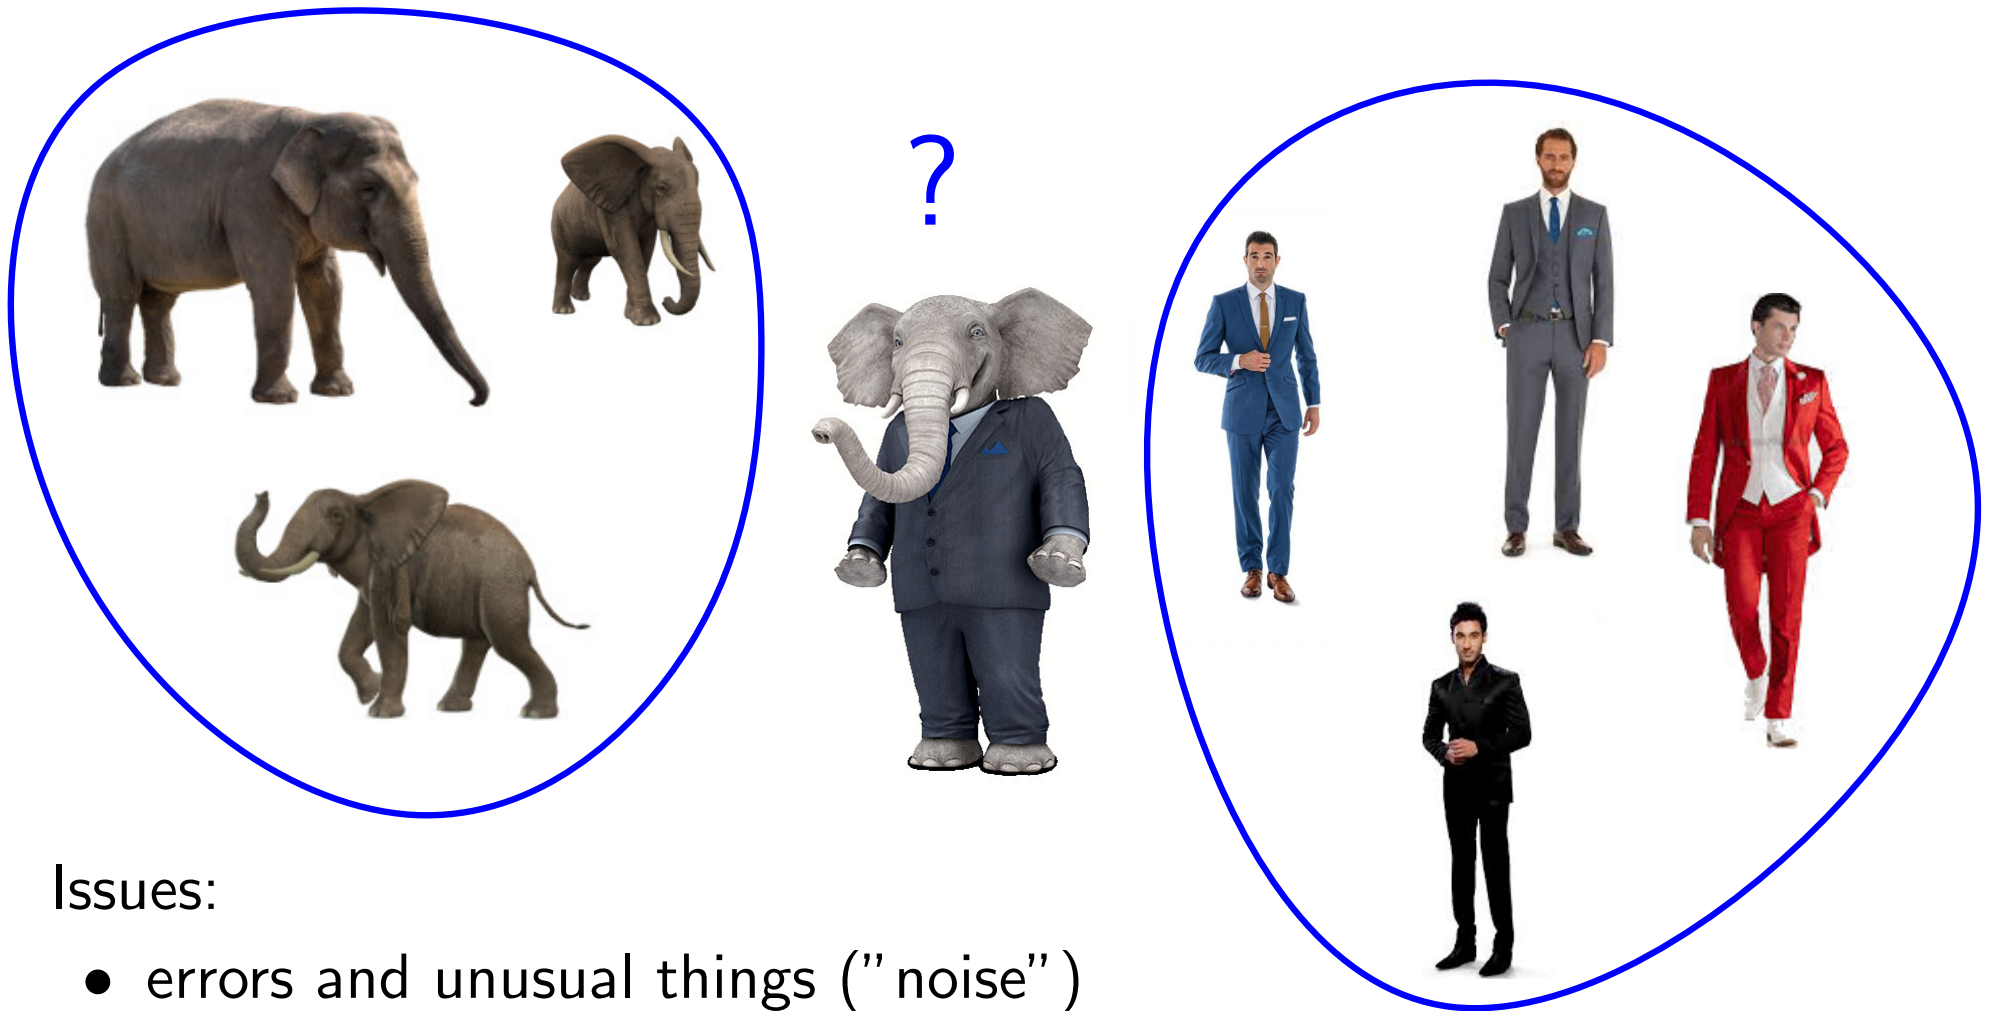 ?
Issues:
• errors and unusual things (”noise”)